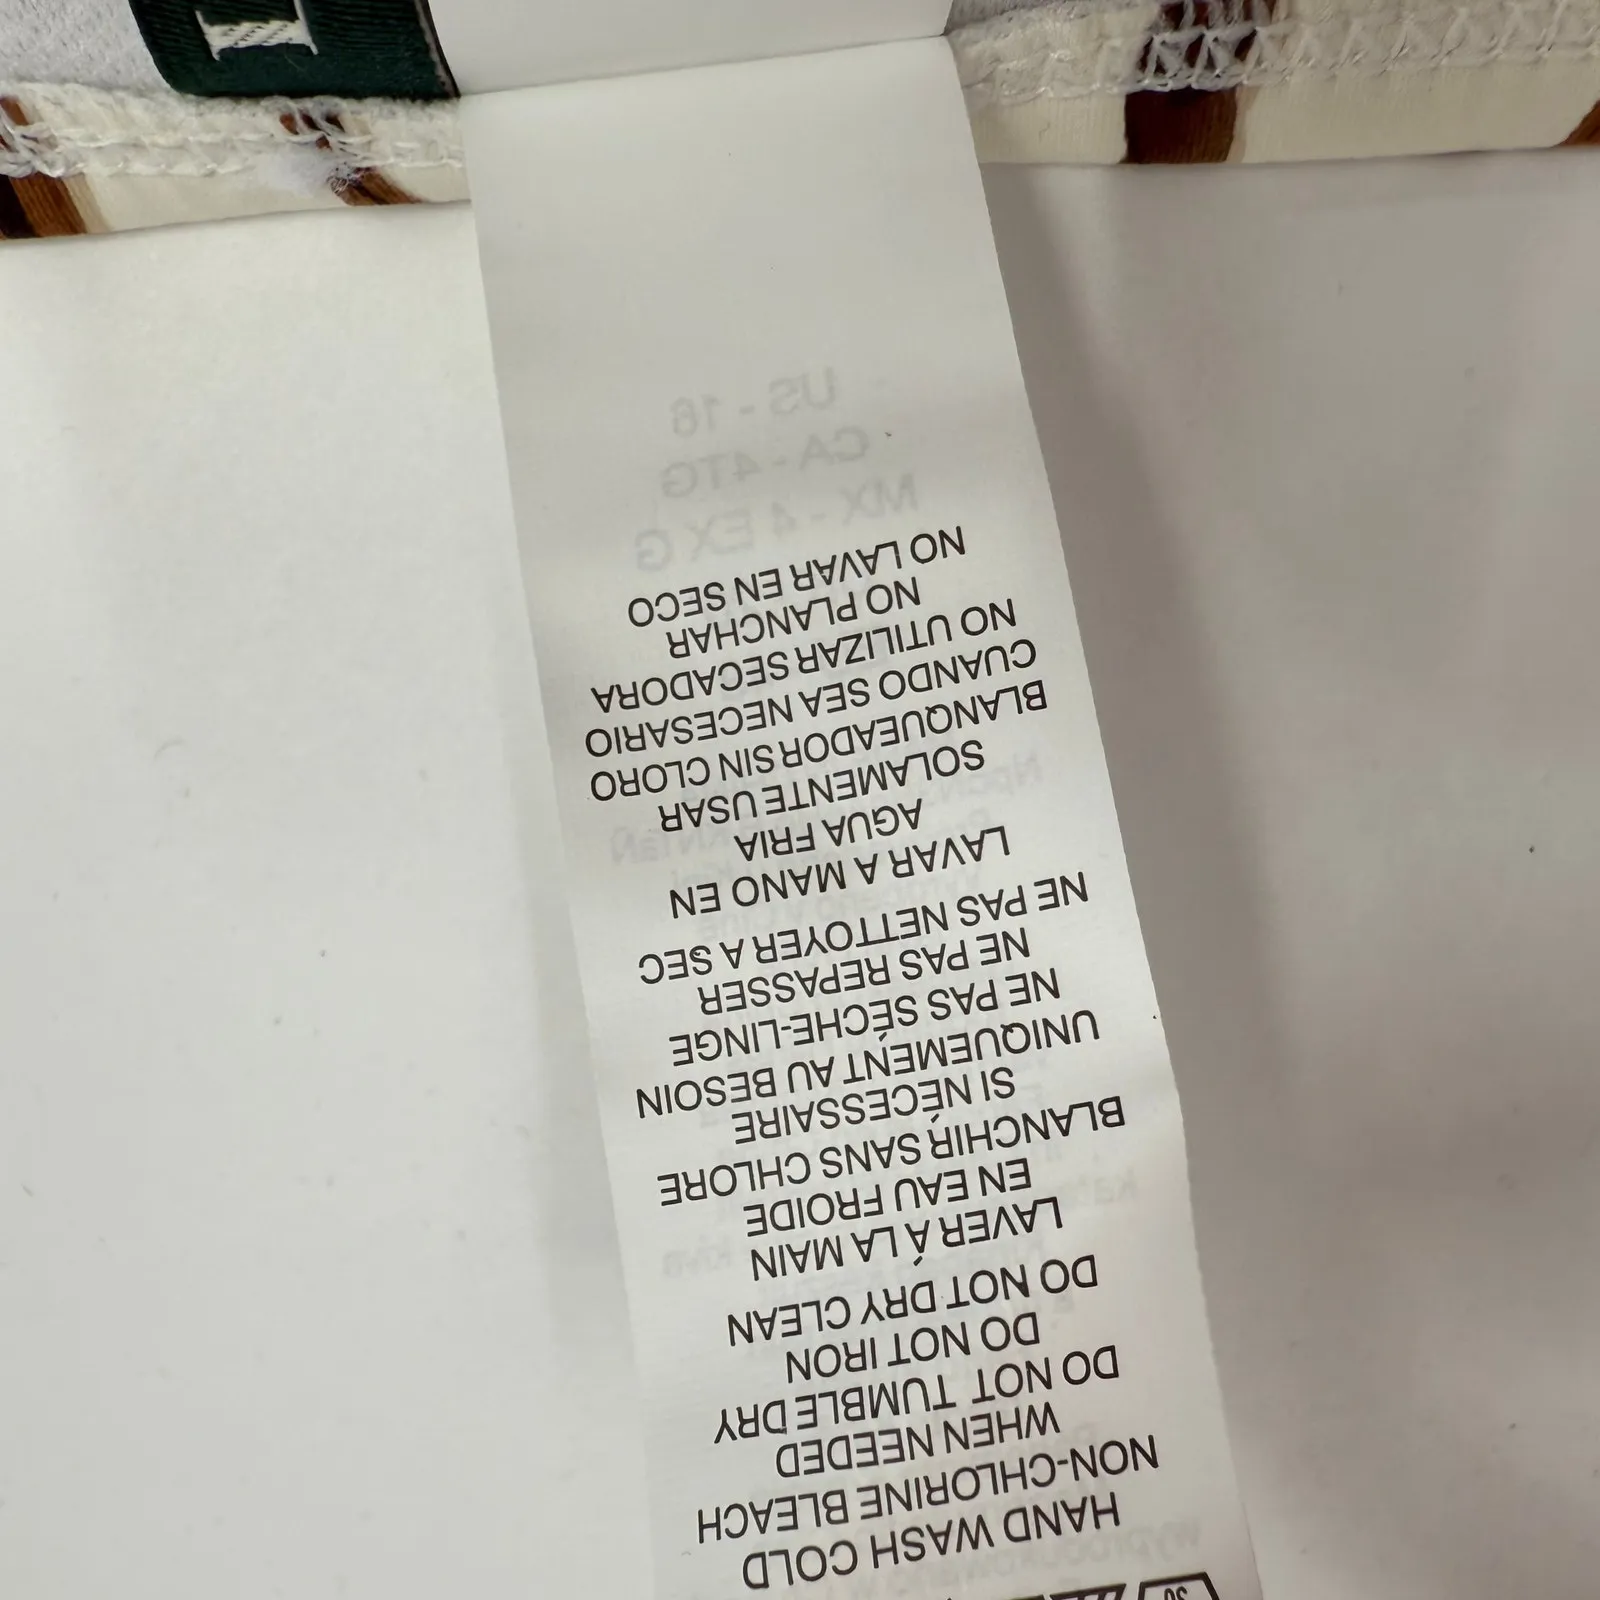 HAND WASH COLD
NON-CHLORINE BLEACH
WHEN NEEDED
DO NOT TUMBLE DRY
DO NOT IRON
DO NOT DRY CLEAN
LAVER Á LA MAIN
EN EAU FROIDE
BLANCHIR SANS CHLORE
SI NÉCESSAIRE
UNIQUEMENT AU BESOIN
NE PAS SÉCHE-LINGE
NE PAS REPASSER
NE PAS NETTOYER A SEC
LAVAR A MANO EN
AGUA FRIA
SOLAMENTE USAR
BLANQUEADOR SIN CLORO
CUANDO SEA NECESARIO
NO UTILIZAR SECADORA
NO PLANCHAR
NO LAVAR EN SECO
US - 16
CA - 4TG
MX - 4 EX G